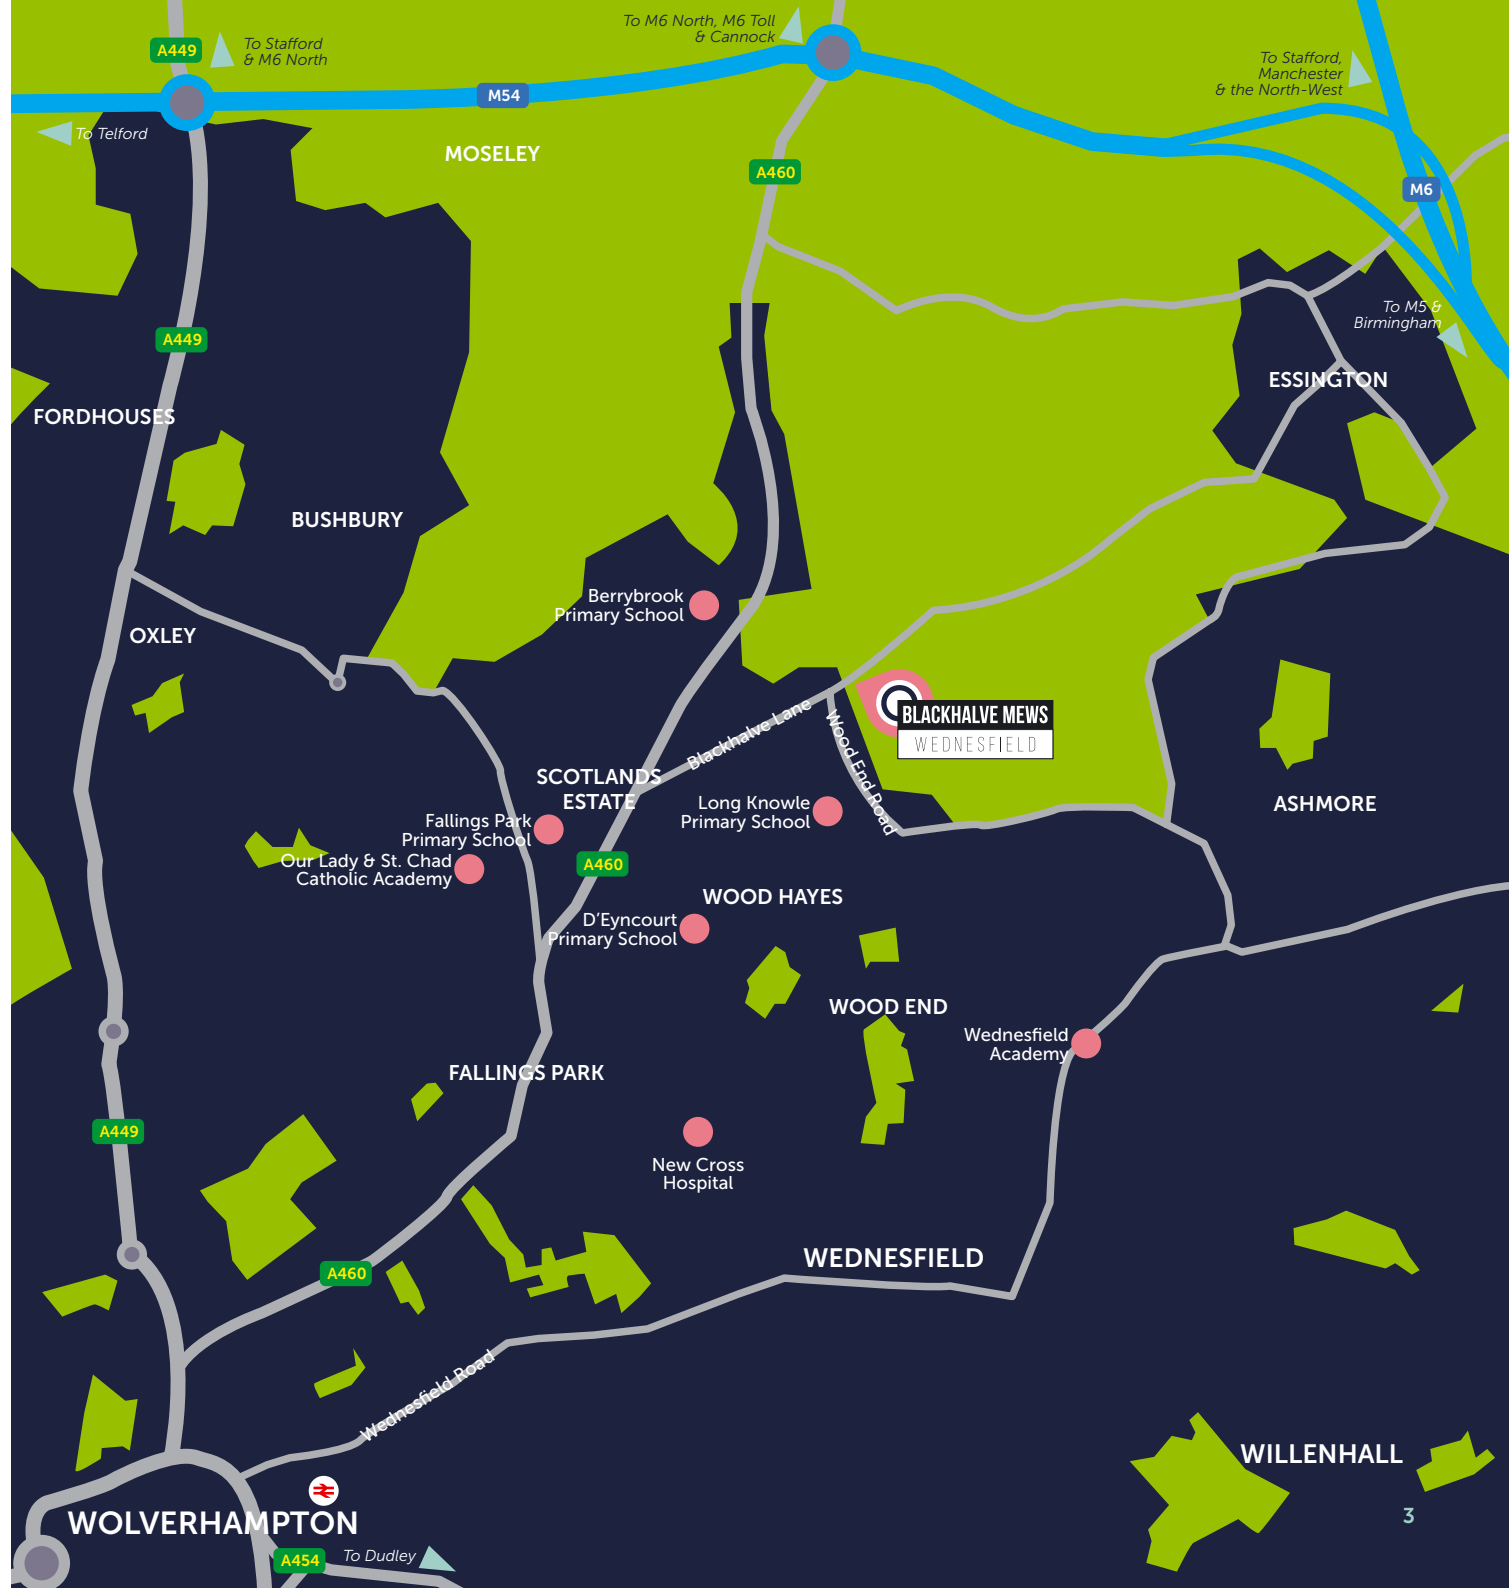 To M6 North, M6 Toll
& Cannock
A449
To Stafford
& M6 North
To Stafford,
Manchester
& the North-West
M54
To Telford
MOSELEY
A460
M6
To M5 &
Birmingham
A449
ESSINGTON
FORDHOUSES
BUSHBURY
Berrybrook
Primary School
OXLEY
BLACKHALVE MEWS
WEDNESFIELD
Blackhalve Lane
Wood End Road
SCOTLANDS
ESTATE
Long Knowle
Primary School
ASHMORE
Fallings Park
Primary School
Our Lady & St. Chad
Catholic Academy
A460
WOOD HAYES
D'Eyncourt
Primary School
WOOD END
Wednesfield
Academy
FALLINGS PARK
A449
New Cross
Hospital
WEDNESFIELD
A460
Wednesfield Road
WILLENHALL
3
WOLVERHAMPTON
A454
To Dudley